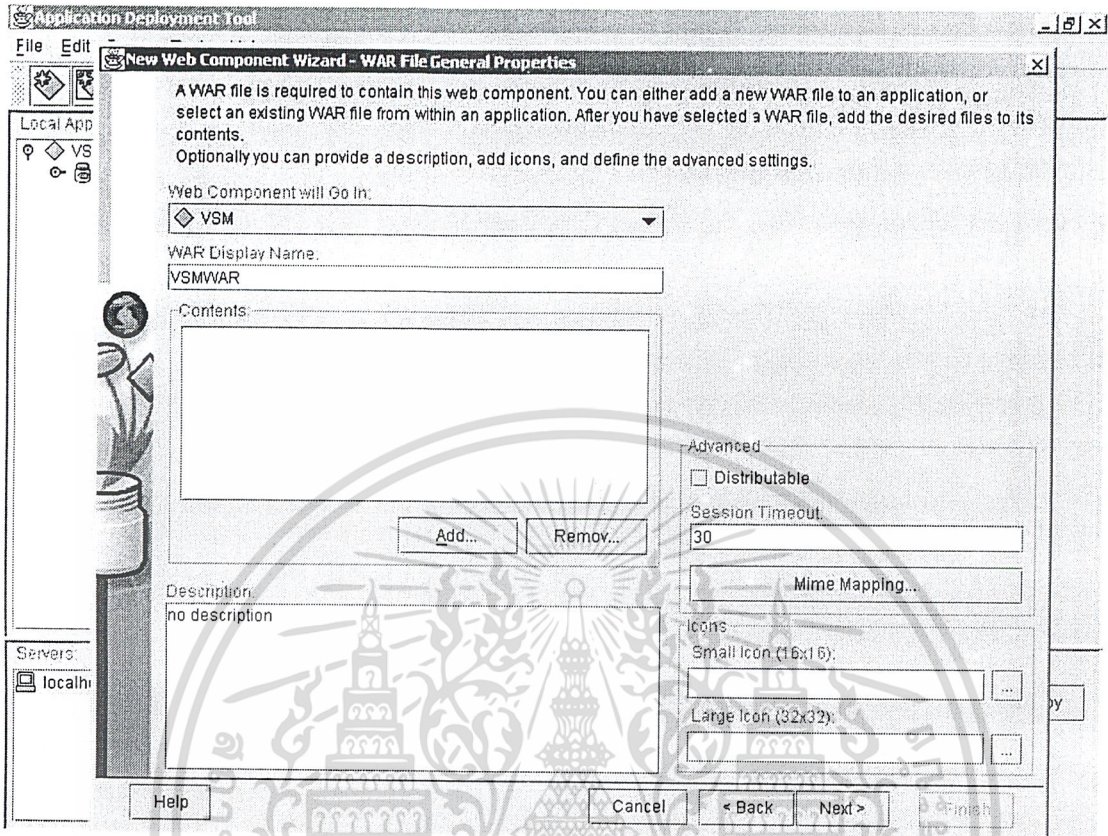 Application Deployment Tool
File Edit
New Web Component Wizard - WAR File General Properties
A WAR file is required to contain this web component. You can either add a new WAR file to an application, or
select an existing WAR file from within an application. After you have selected a WAR file, add the desired files to its
contents.
Optionally you can provide a description, add icons, and define the advanced settings.
Local App
VS
Web Component will Go In:
VSM
WAR Display Name:
VSMWAR
Contents:
Add... Remov...
Advanced
Distributable
Session Timeout:
30
Mime Mapping...
Description:
no description
Icons
Small Icon (16x16):
...
Large Icon (32x32):
...
Servers:
localh
oy
Help Cancel < Back Next > Finish